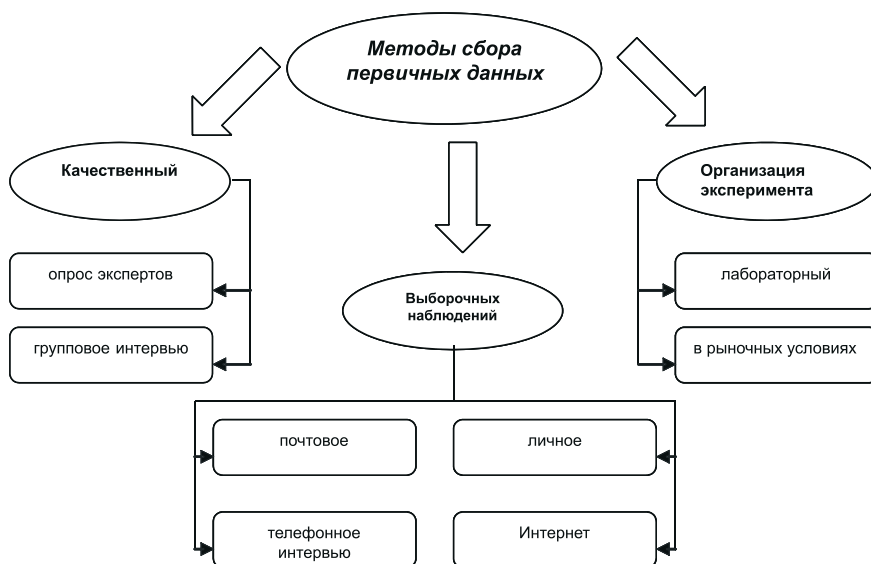 Методы сбора
первичных данных
Качественный
Организация
эксперимента
опрос экспертов
Выборочных
наблюдений
лабораторный
групповое интервью
в рыночных условиях
почтовое
личное
телефонное
интервью
Интернет